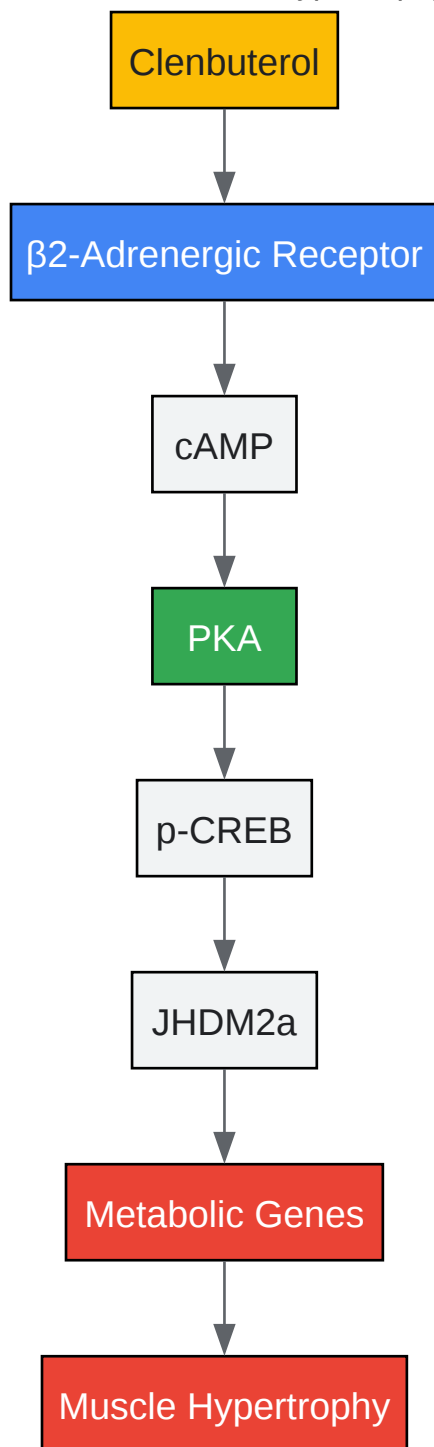 Clenbuterol
β2-Adrenergic Receptor
cAMP
PKA
p-CREB
JHDM2a
Metabolic Genes
Muscle Hypertrophy